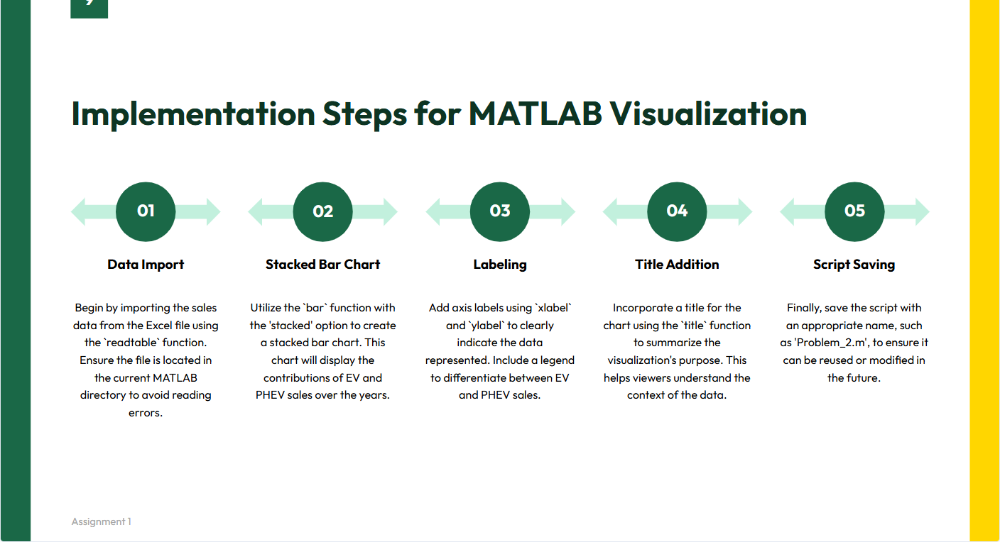 Implementation Steps for MATLAB Visualization
01
Data Import
Begin by importing the sales
data from the Excel file using
the `readtable` function.
Ensure the file is located in
the current MATLAB
directory to avoid reading
errors.
02
Stacked Bar Chart
Utilize the `bar` function with
the 'stacked' option to create
a stacked bar chart. This
chart will display the
contributions of EV and
PHEV sales over the years.
03
Labeling
Add axis labels using `xlabel`
and `ylabel` to clearly
indicate the data
represented. Include a legend
to differentiate between EV
and PHEV sales.
04
Title Addition
Incorporate a title for the
chart using the `title` function
to summarize the
visualization's purpose. This
helps viewers understand the
context of the data.
05
Script Saving
Finally, save the script with
an appropriate name, such
as 'Problem_2.m', to ensure it
can be reused or modified in
the future.
Assignment 1